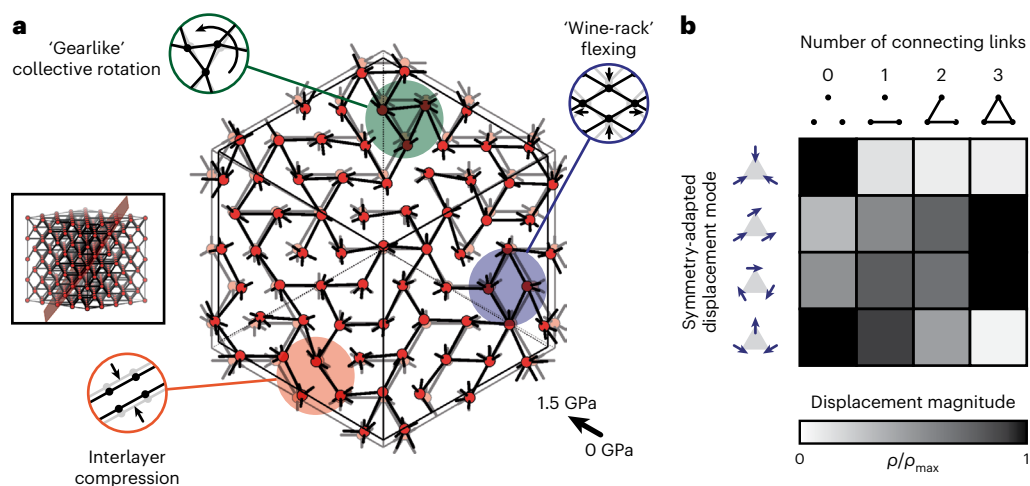 a
'Gearlike'
collective rotation
'Wine-rack'
flexing
Interlayer
compression
1.5 GPa
0 GPa
b
Number of connecting links
0 1 2 3
Symmetry-adapted
displacement mode
Displacement magnitude
0 ρ/ρmax 1